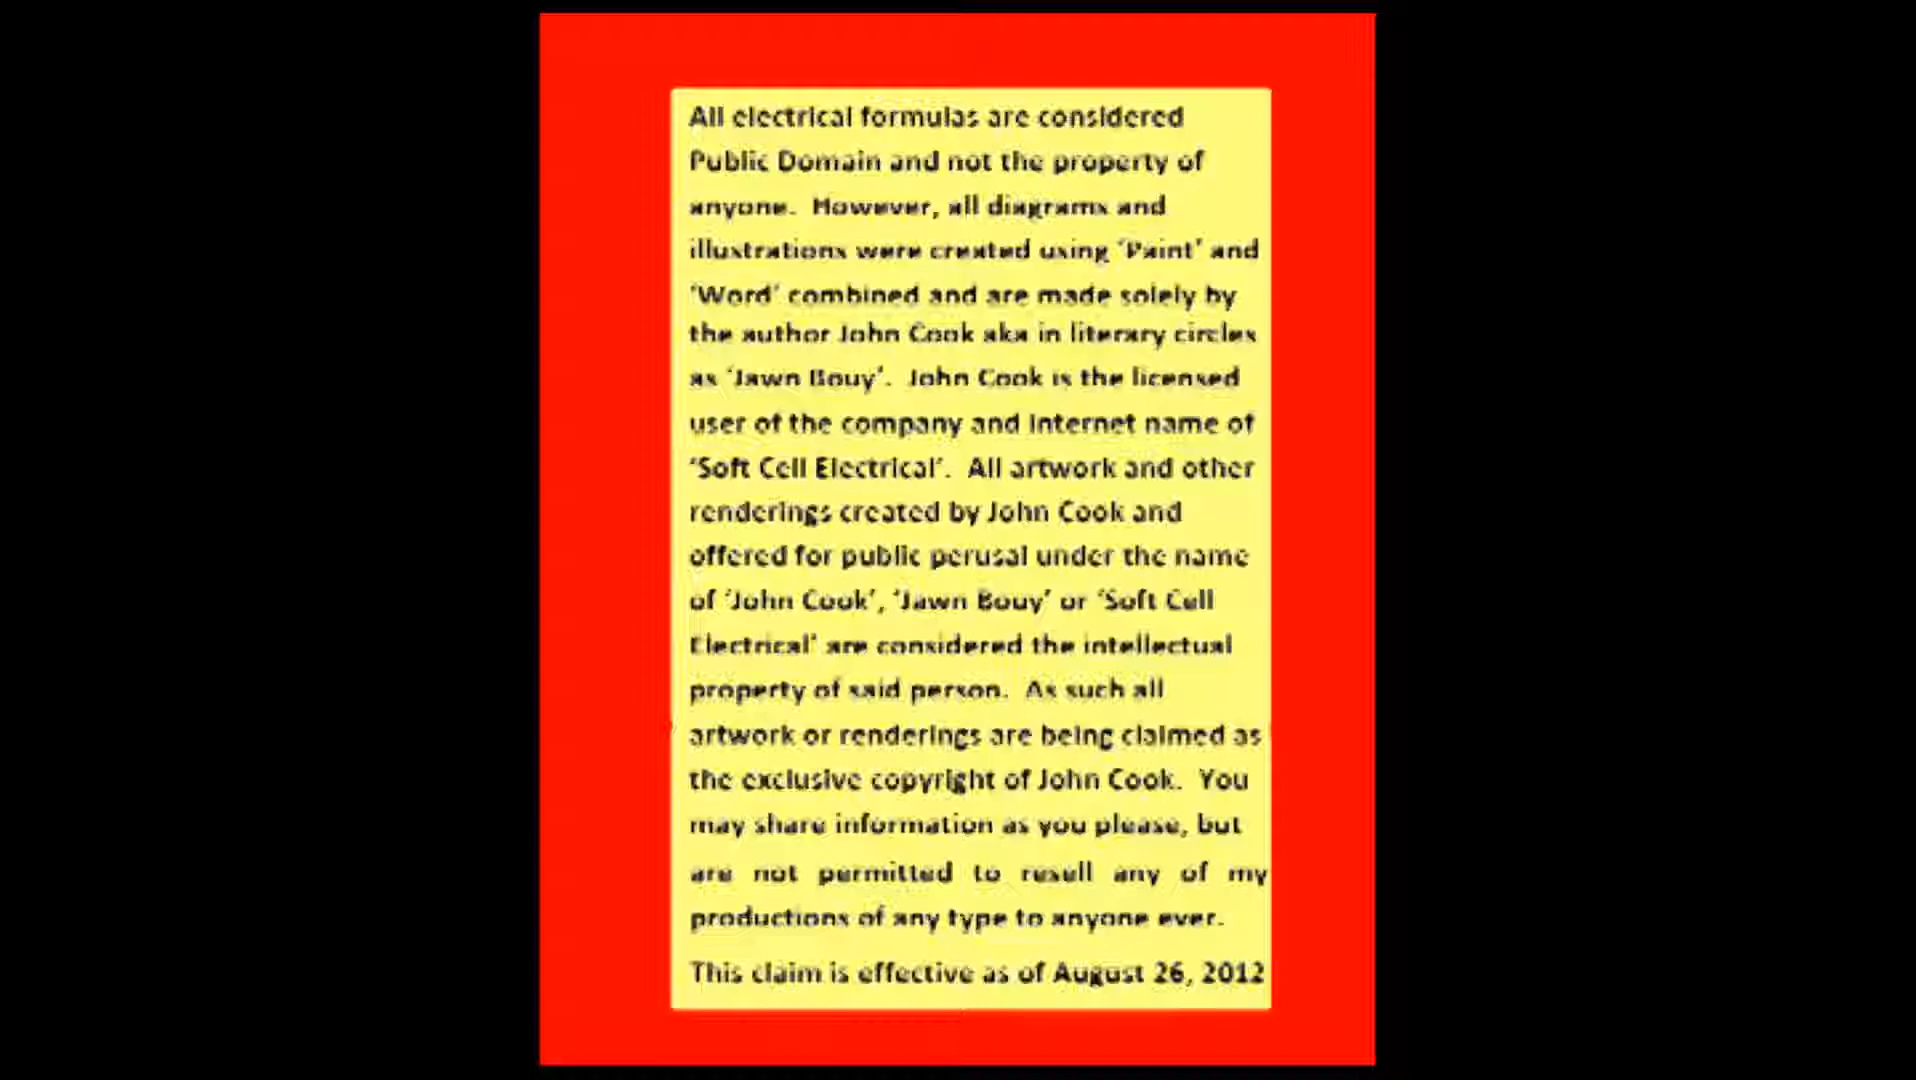 All electrical formulas are considered
Public Domain and not the property of
anyone.  However, all diagrams and
illustrations were created using ‘Paint’ and
‘Word’ combined and are made solely by
the author John Cook aka in literary circles
as ‘Jawn Bouy’.  John Cook is the licensed
user of the company and Internet name of
‘Soft Cell Electrical’.  All artwork and other
renderings created by John Cook and
offered for public perusal under the name
of ‘John Cook’, ‘Jawn Bouy’ or ‘Soft Cell
Electrical’ are considered the intellectual
property of said person.  As such all
artwork or renderings are being claimed as
the exclusive copyright of John Cook.  You
may share information as you please, but
are not permitted to resell any of my
productions of any type to anyone ever.
This claim is effective as of August 26, 2012